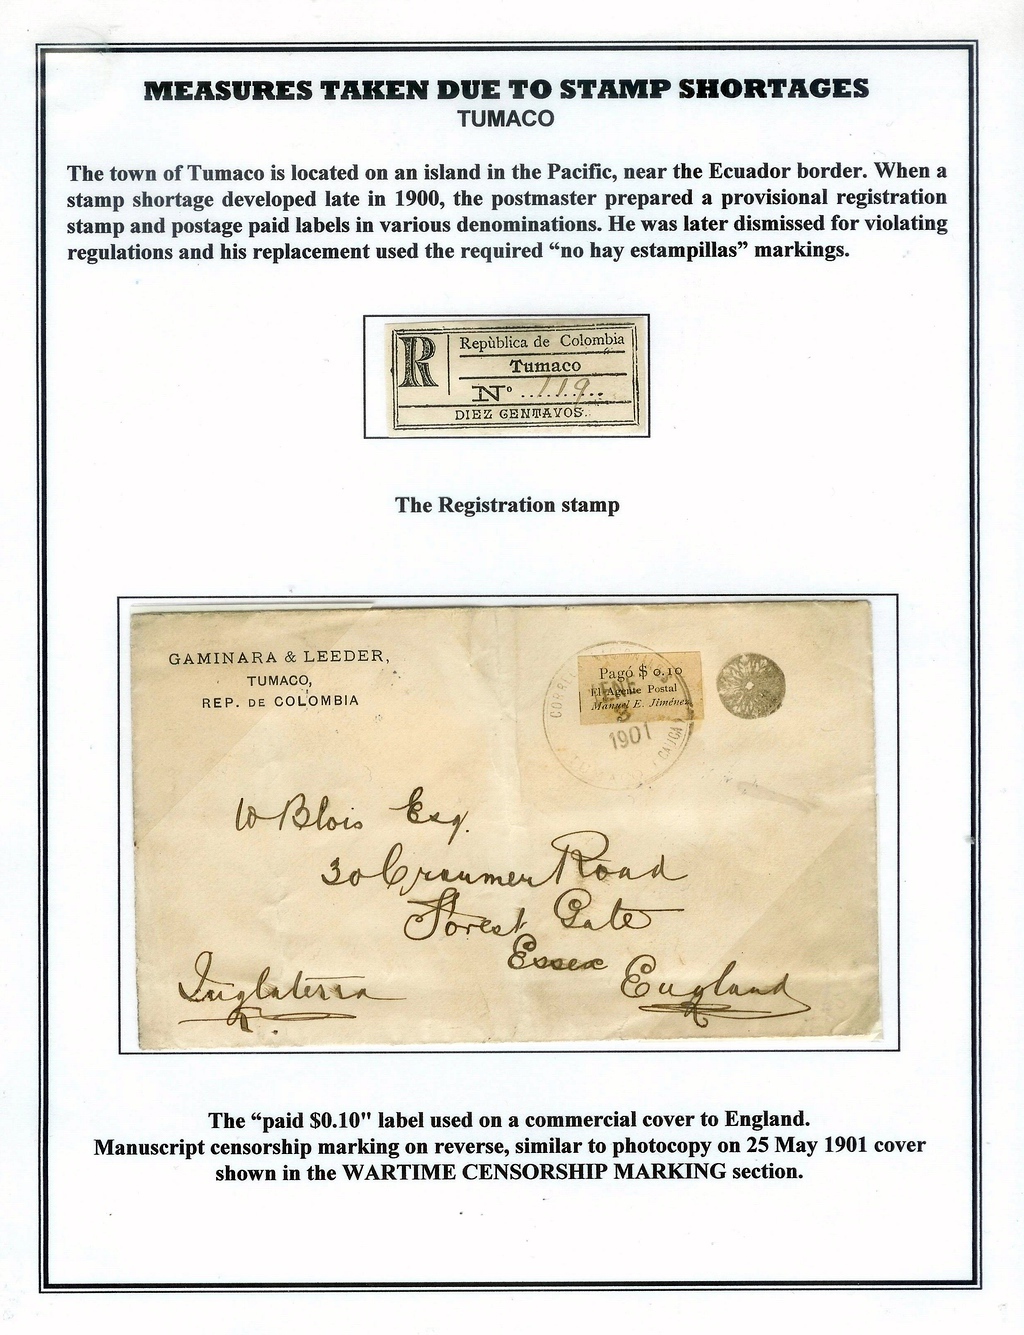 MEASURES TAKEN DUE TO STAMP SHORTAGES
TUMACO
The town of Tumaco is located on an island in the Pacific, near the Ecuador border. When a
stamp shortage developed late in 1900, the postmaster prepared a provisional registration
stamp and postage paid labels in various denominations. He was later dismissed for violating
regulations and his replacement used the required “no hay estampillas” markings.
R
Repùblica de Colombia
Tumaco
Nº ..119..
DIEZ CENTAVOS.
The Registration stamp
GAMINARA & LEEDER,
TUMACO,
REP. DE COLOMBIA
Pagó $ 0.10
El Agente Postal
Manuel E. Jiménez
ENE
1901
W Blois Esq.
30 Cranmer Road
Forest Gate
Essex
Inglaterra
England
The “paid $0.10" label used on a commercial cover to England.
Manuscript censorship marking on reverse, similar to photocopy on 25 May 1901 cover
shown in the WARTIME CENSORSHIP MARKING section.